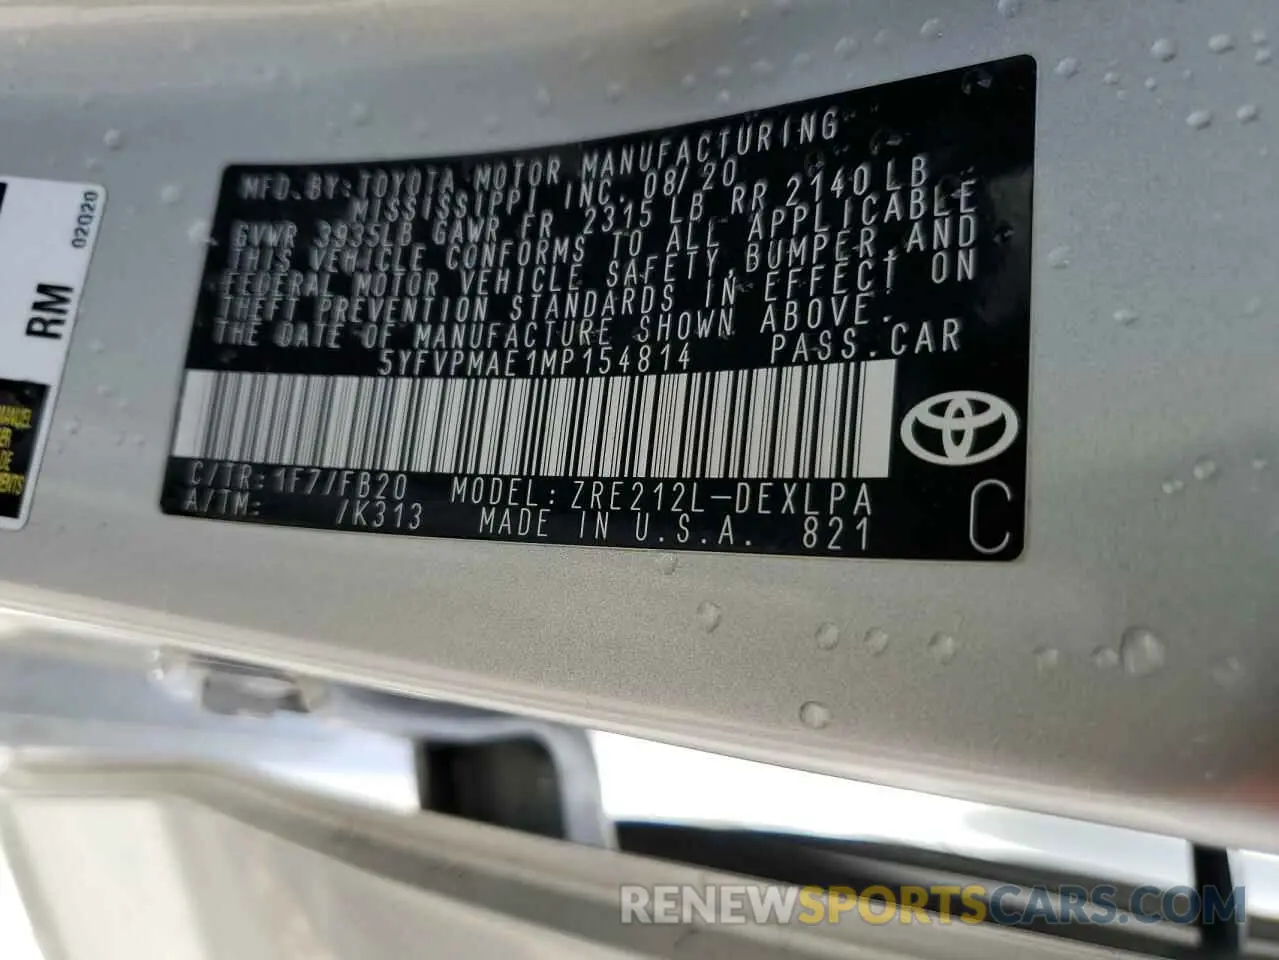 MFD. BY: TOYOTA MOTOR MANUFACTURING
MISSISSIPPI INC. 08/20
GVWR 3935LB GAWR FR 2315 LB RR 2140 LB
THIS VEHICLE CONFORMS TO ALL APPLICABLE
FEDERAL MOTOR VEHICLE SAFETY, BUMPER, AND
THEFT PREVENTION STANDARDS IN EFFECT ON
THE DATE OF MANUFACTURE SHOWN ABOVE.
5YFVPMAE1MP154814 PASS. CAR
C/TR: 1F7/FB20 MODEL: ZRE212L-DEXLPA
A/TM: /K313 MADE IN U.S.A. 821
C
02020
RM
RENEWSPORTSCARS.COM